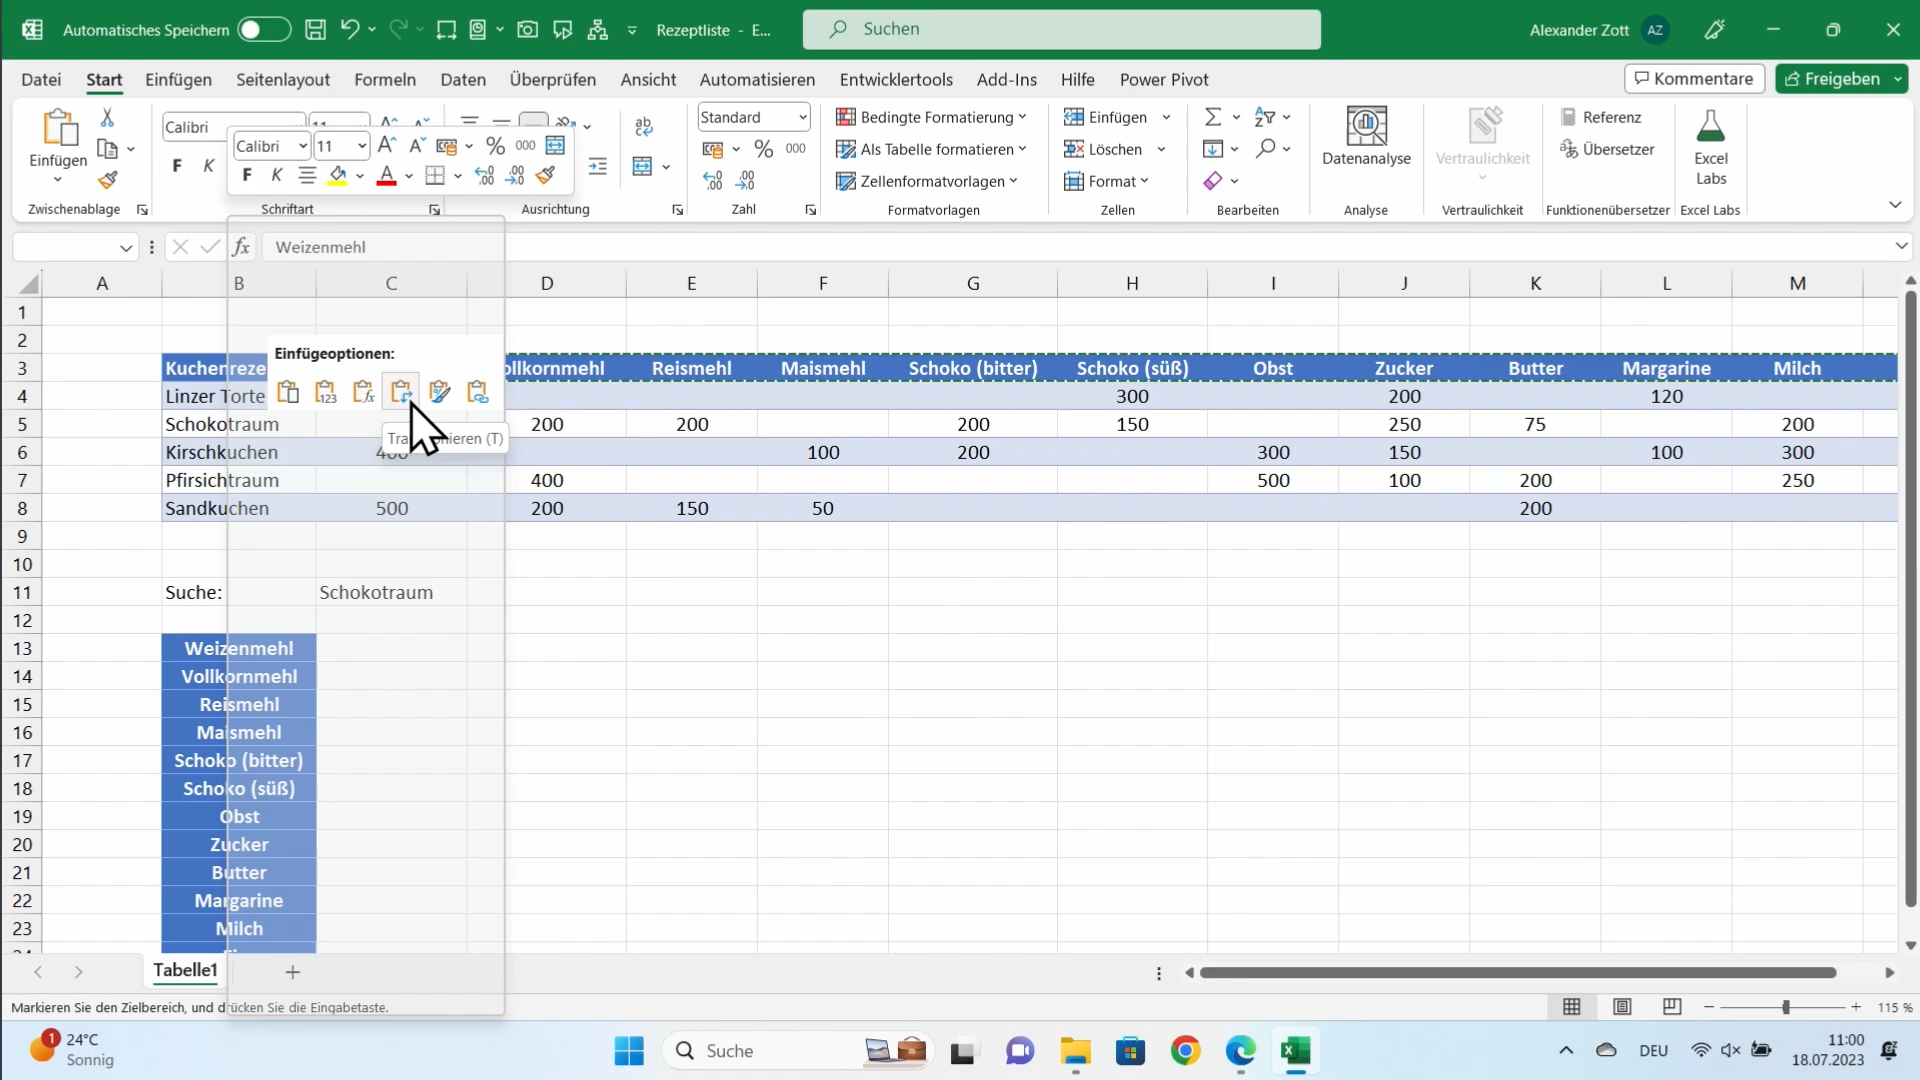 Automatisches Speichern
Rezeptliste - E...
Suchen
Alexander Zott AZ
Datei Start Einfügen Seitenlayout Formeln Daten Überprüfen Ansicht Automatisieren Entwicklertools Add-Ins Hilfe Power Pivot
Kommentare Freigeben
Einfügen
Calibri
Calibri 11
F K
F K
% 000
Standard
% 000
Bedingte Formatierung
Als Tabelle formatieren
Zellenformatvorlagen
Einfügen
Löschen
Format
Datenanalyse
Vertraulichkeit
Referenz
Übersetzer
Excel
Labs
Zwischenablage Schriftart Ausrichtung Zahl Formatvorlagen Zellen Bearbeiten Analyse Vertraulichkeit Funktionenübersetzer Excel Labs
fx Weizenmehl
A B C D E F G H I J K L M
1
2
Einfügeoptionen:
3 Kuchenreze ollkornmehl Reismehl Maismehl Schoko (bitter) Schoko (süß) Obst Zucker Butter Margarine Milch
4 Linzer Torte 300 200 120
Tra ieren (T)
5 Schokotraum 200 200 200 150 250 75 200
6 Kirschkuchen 400 100 200 300 150 100 300
7 Pfirsichtraum 400 500 100 200 250
8 Sandkuchen 500 200 150 50 200
9
10
11 Suche: Schokotraum
12
13 Weizenmehl
14 Vollkornmehl
15 Reismehl
16 Maismehl
17 Schoko (bitter)
18 Schoko (süß)
19 Obst
20 Zucker
21 Butter
22 Margarine
23 Milch
Tabelle1
Markieren Sie den Zielbereich, und drücken Sie die Eingabetaste.
115 %
1 24°C
Sonnig
Suche
DEU
11:00
18.07.2023